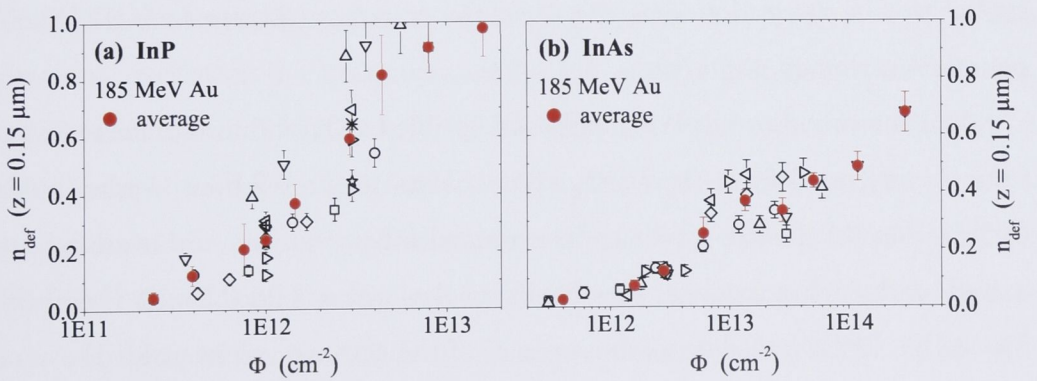 (a) InP
185 MeV Au
average
n_def (z = 0.15 μm)
1.0
0.8
0.6
0.4
0.2
0.0
1E11
1E12
1E13
Φ (cm⁻²)
(b) InAs
185 MeV Au
average
1.0
0.8
0.6
0.4
0.2
0.0
n_def (z = 0.15 μm)
1E12
1E13
1E14
Φ (cm⁻²)